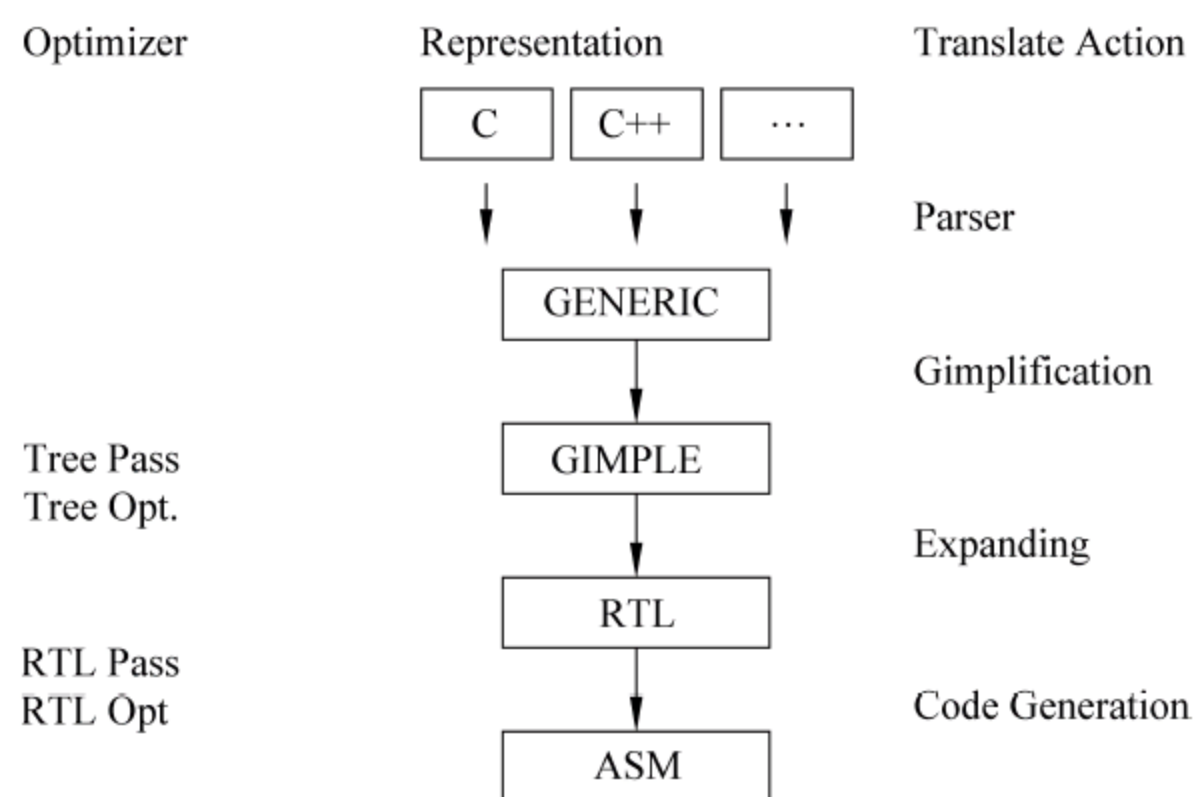 Optimizer Representation Translate Action
C C++ ···
Parser
GENERIC
Gimplification
Tree Pass GIMPLE
Tree Opt.
Expanding
RTL
RTL Pass
RTL Opt Code Generation
ASM